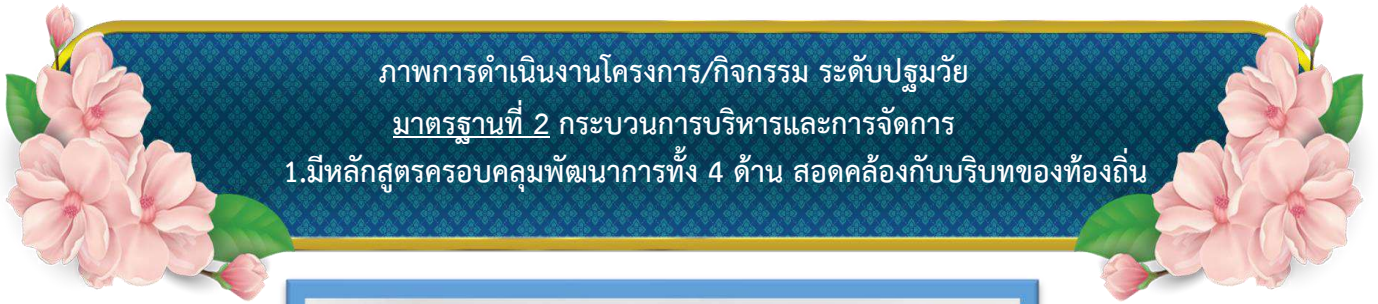 ภาพการดำเนินงานโครงการ/กิจกรรม ระดับปฐมวัย
มาตรฐานที่ 2 กระบวนการบริหารและการจัดการ
1.มีหลักสูตรครอบคลุมพัฒนาการทั้ง 4 ด้าน สอดคล้องกับบริบทของท้องถิ่น